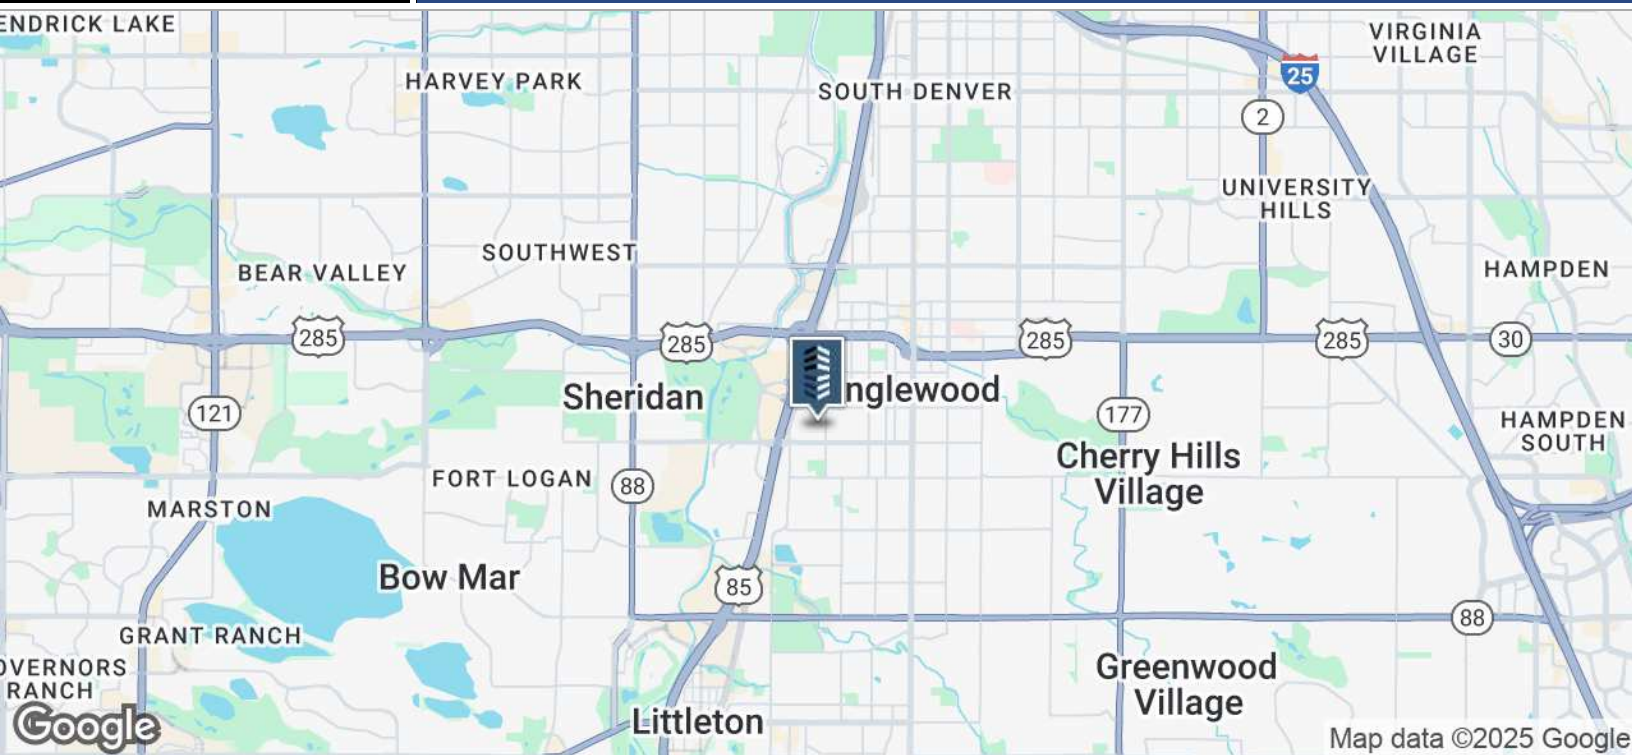 ENDRICK LAKE
VIRGINIA
VILLAGE
HARVEY PARK
SOUTH DENVER
25
2
UNIVERSITY
HILLS
SOUTHWEST
BEAR VALLEY
HAMPDEN
285
285
285
285
30
Sheridan
nglewood
121
177
HAMPDEN
SOUTH
Cherry Hills
Village
FORT LOGAN
88
MARSTON
Bow Mar
85
88
GRANT RANCH
OVERNORS
RANCH
Greenwood
Village
Littleton
Google
Map data ©2025 Google